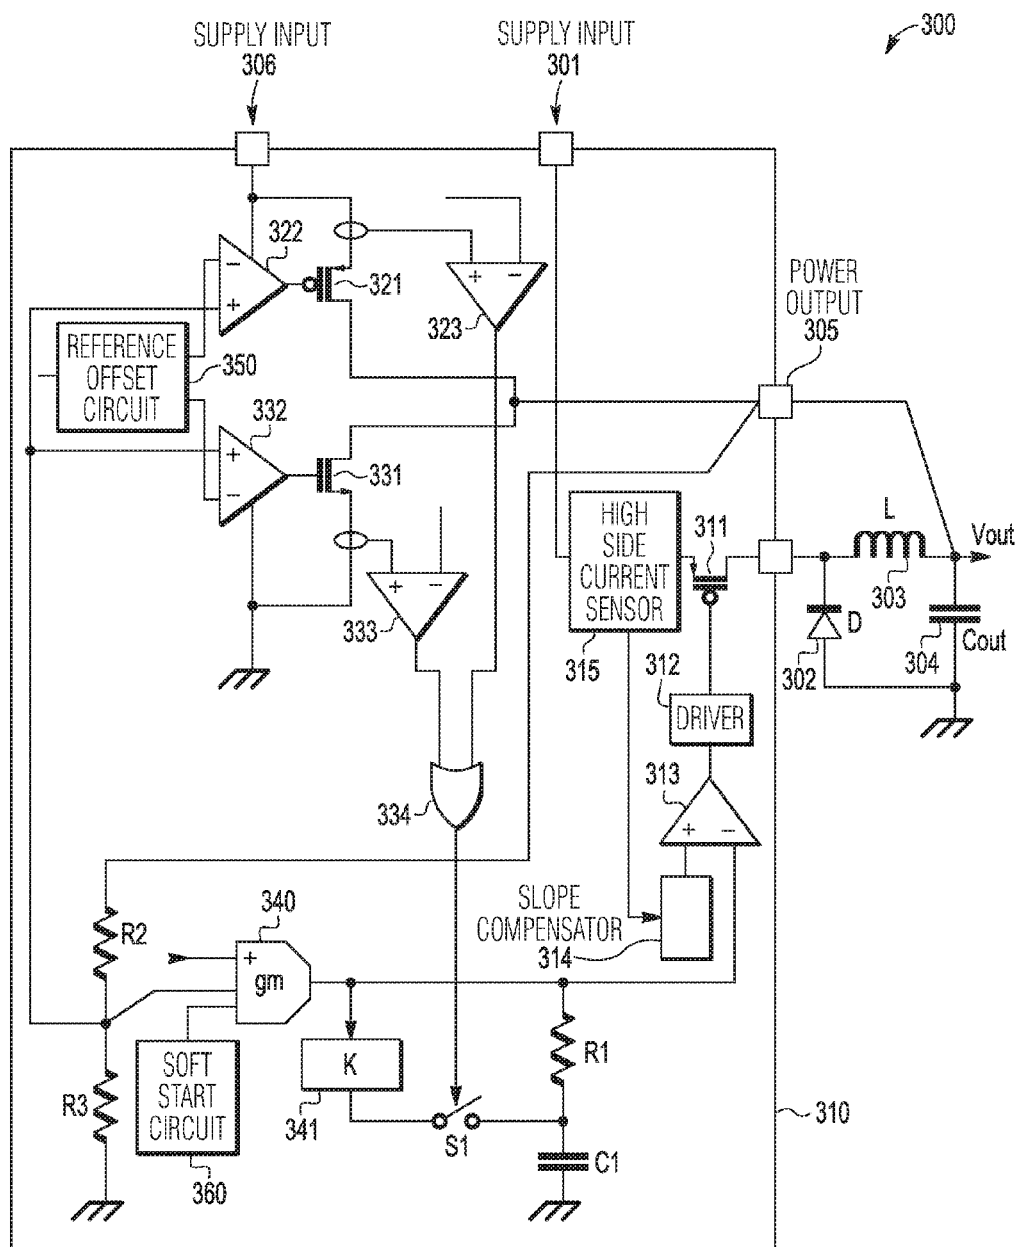 300
SUPPLY INPUT
306
SUPPLY INPUT
301
322
−
+
321
+ −
323
POWER
OUTPUT
305
REFERENCE
OFFSET
CIRCUIT
350
332
+
−
331
+ −
333
HIGH
SIDE
CURRENT
SENSOR
315
311
L
303
Vout
D
302
304
Cout
312
DRIVER
313
+ −
334
SLOPE
COMPENSATOR
314
R2
340
+
gm
R3
SOFT
START
CIRCUIT
360
K
341
S1
R1
C1
310